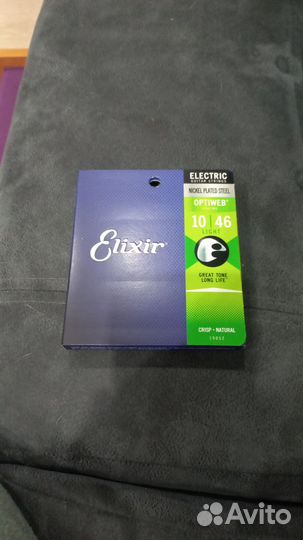 ELECTRIC
GUITAR STRINGS
NICKEL PLATED STEEL
OPTIWEB®
10 | 46
LIGHT
Elixir®
GREAT TONE
LONG LIFE
CRISP • NATURAL
19052
Avito